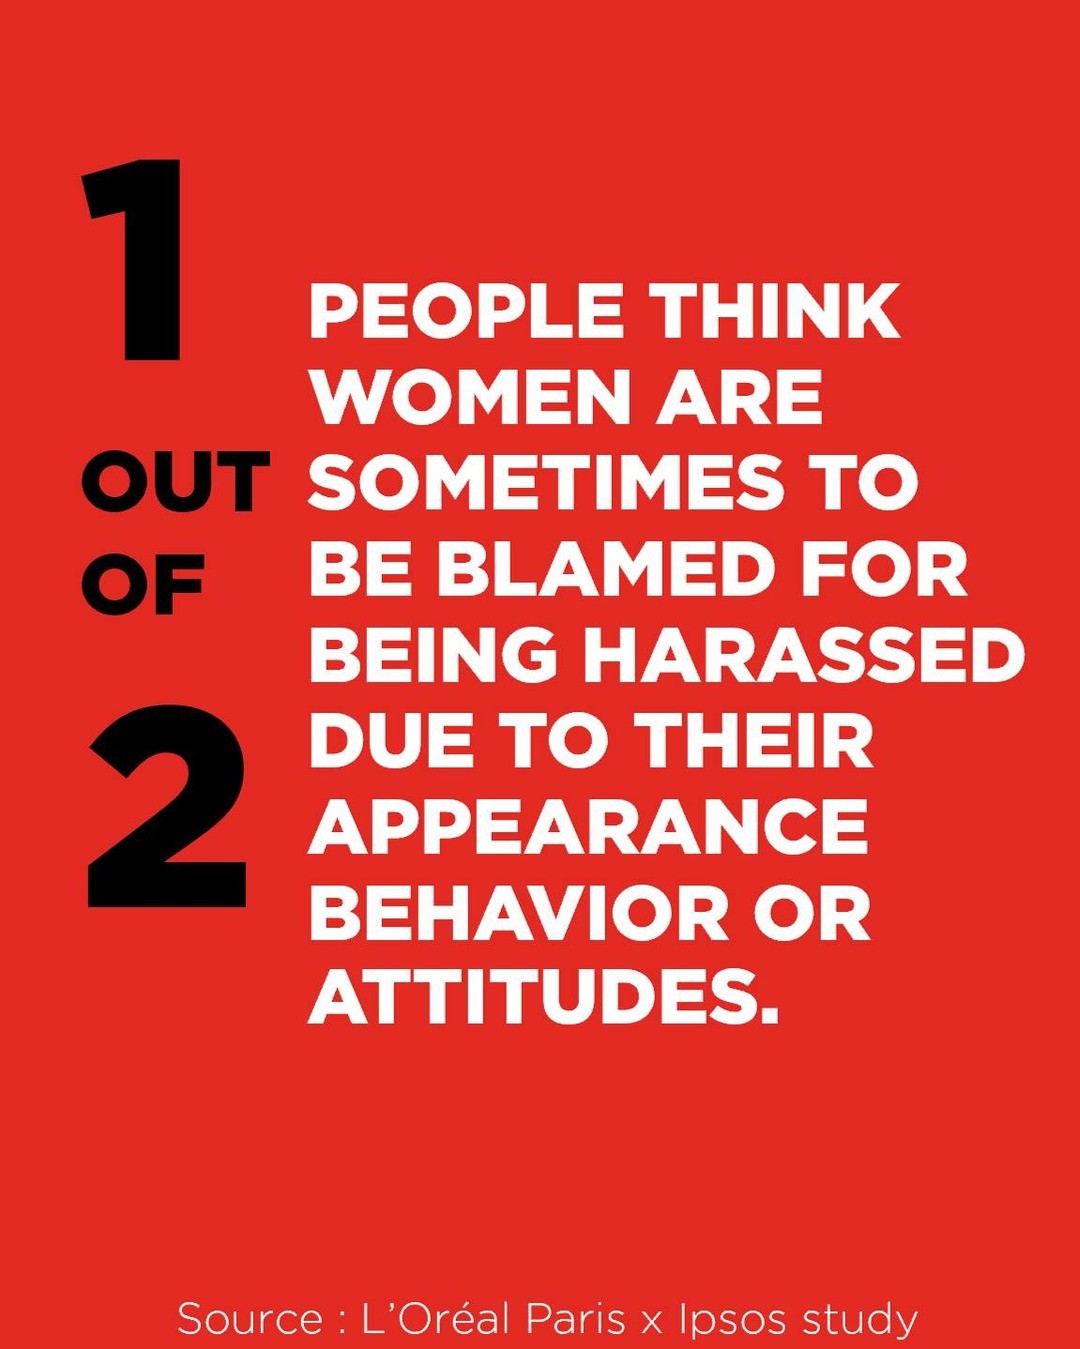 1
OUT
OF
2
PEOPLE THINK
WOMEN ARE
SOMETIMES TO
BE BLAMED FOR
BEING HARASSED
DUE TO THEIR
APPEARANCE
BEHAVIOR OR
ATTITUDES.
Source : L'Oréal Paris x Ipsos study